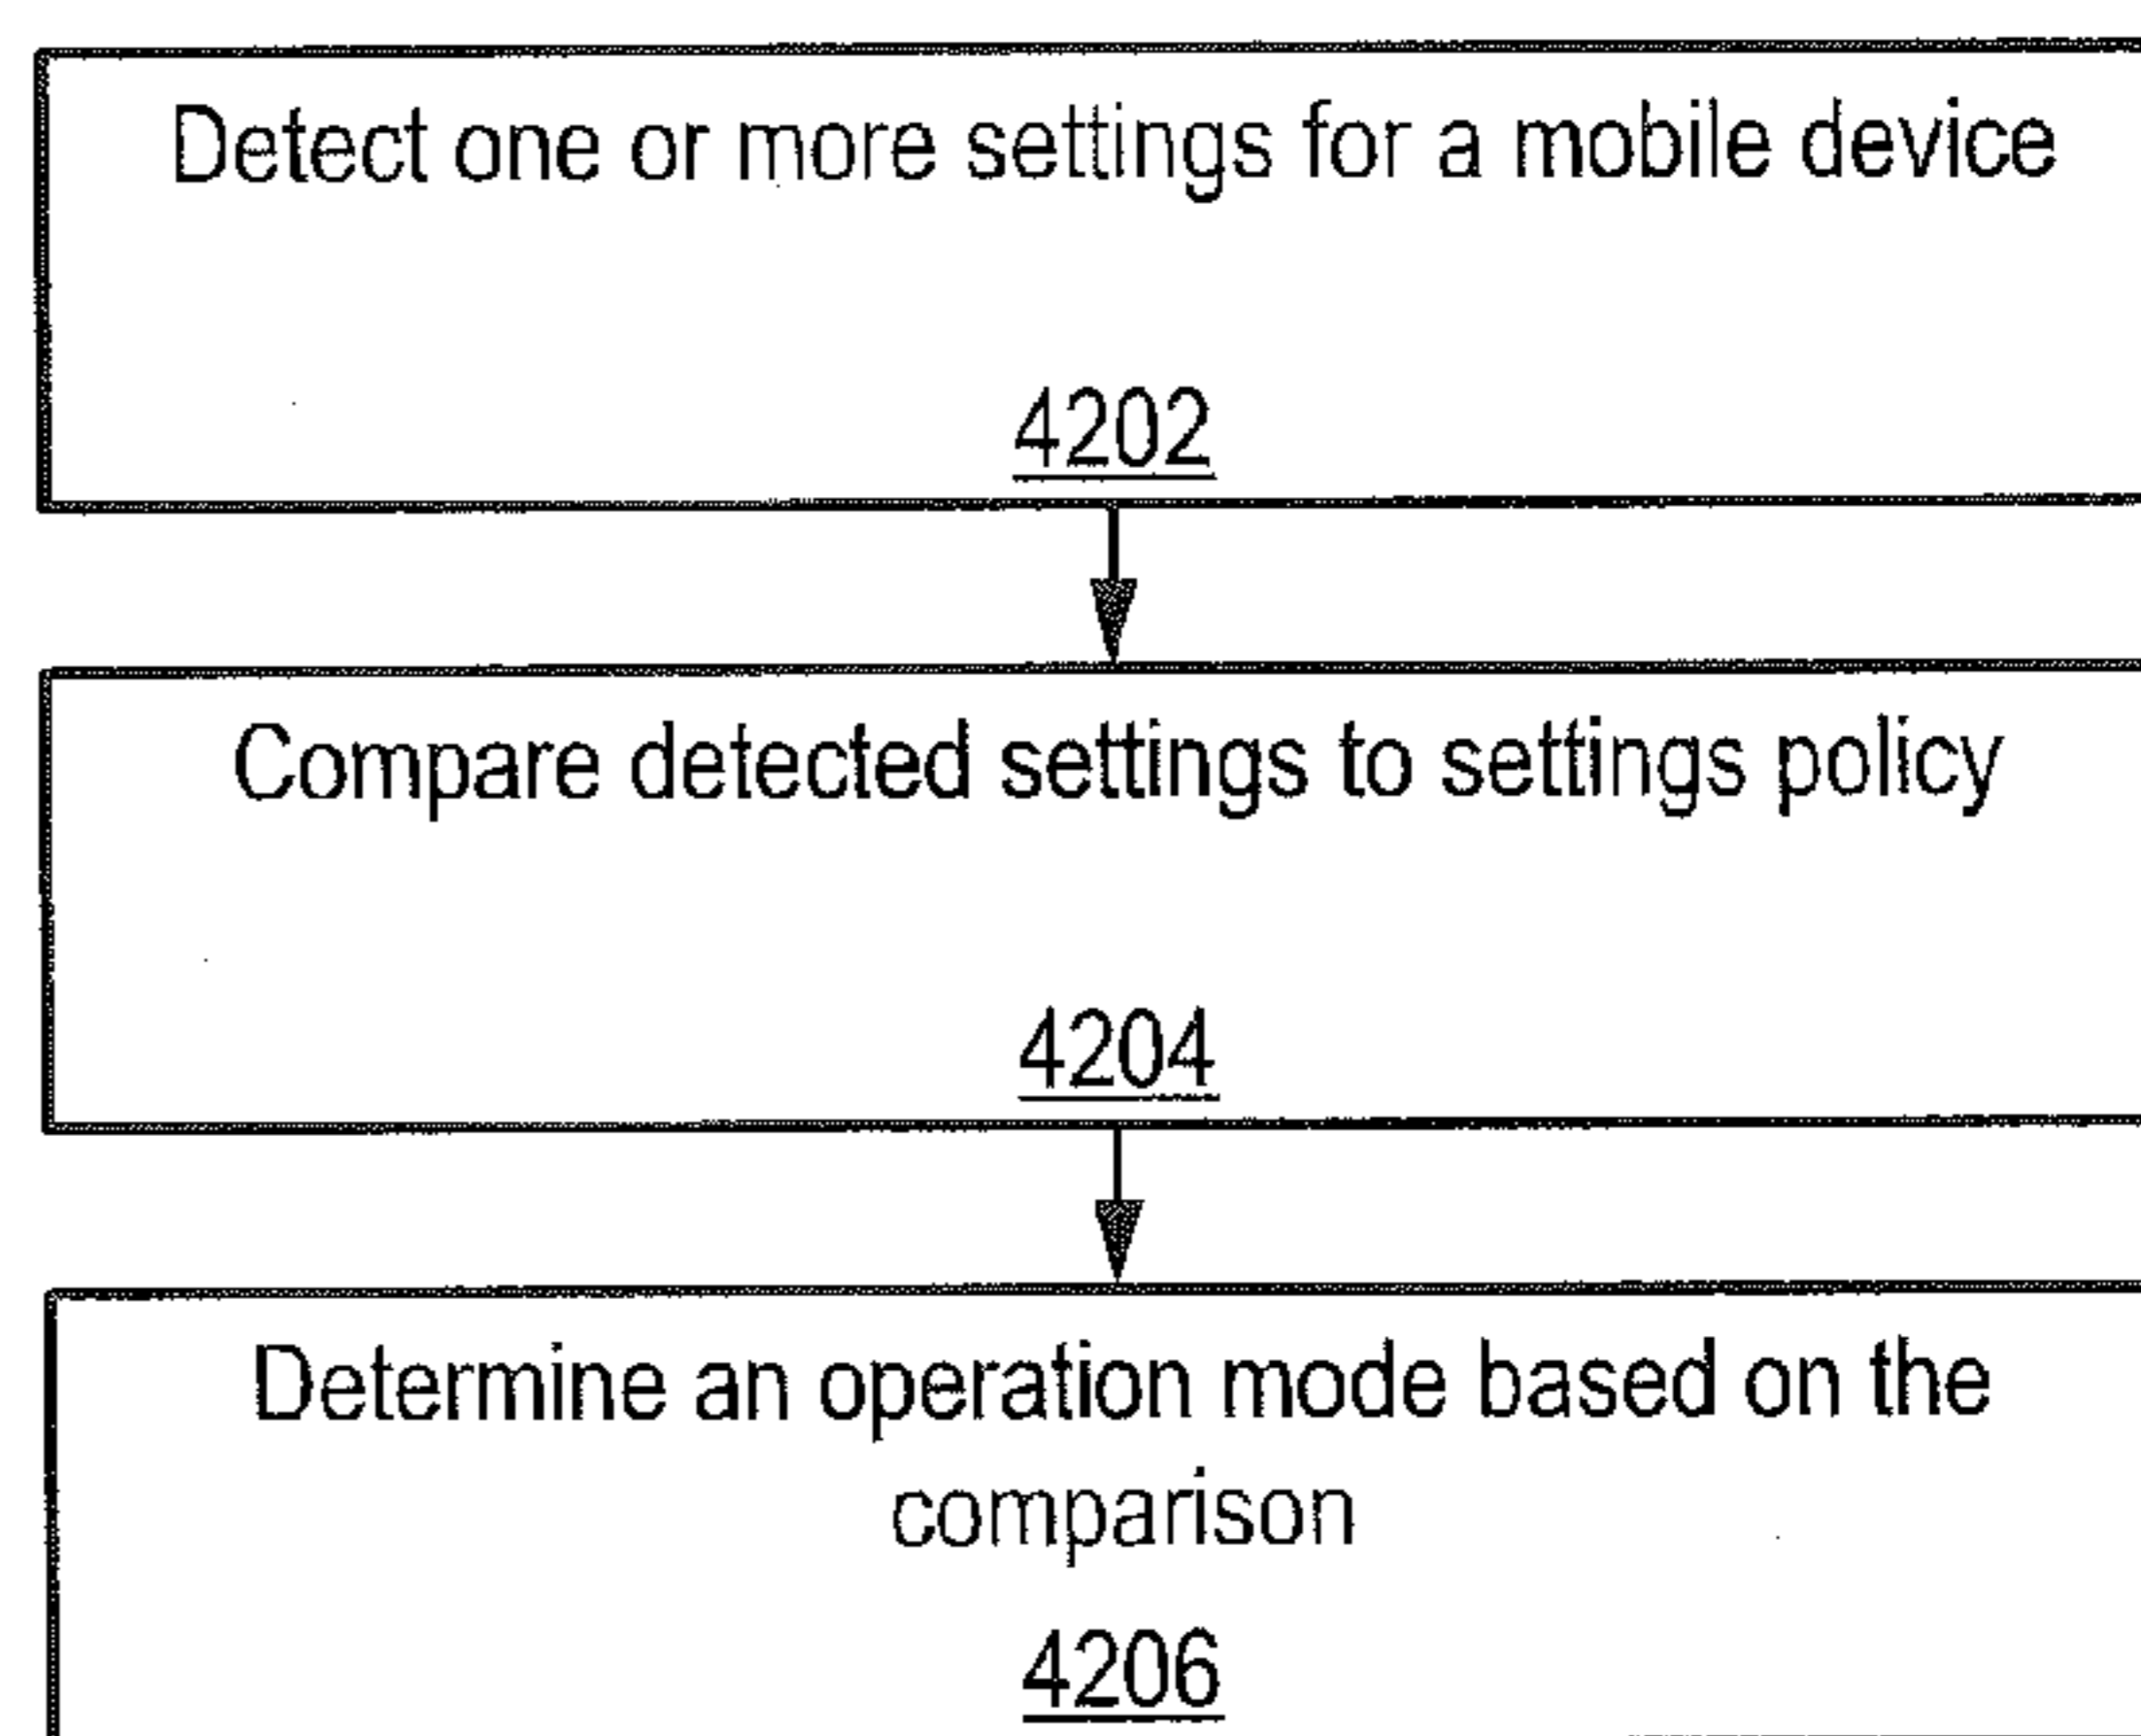 Detect one or more settings for a mobile device
4202
Compare detected settings to settings policy
4204
Determine an operation mode based on the
comparison
4206